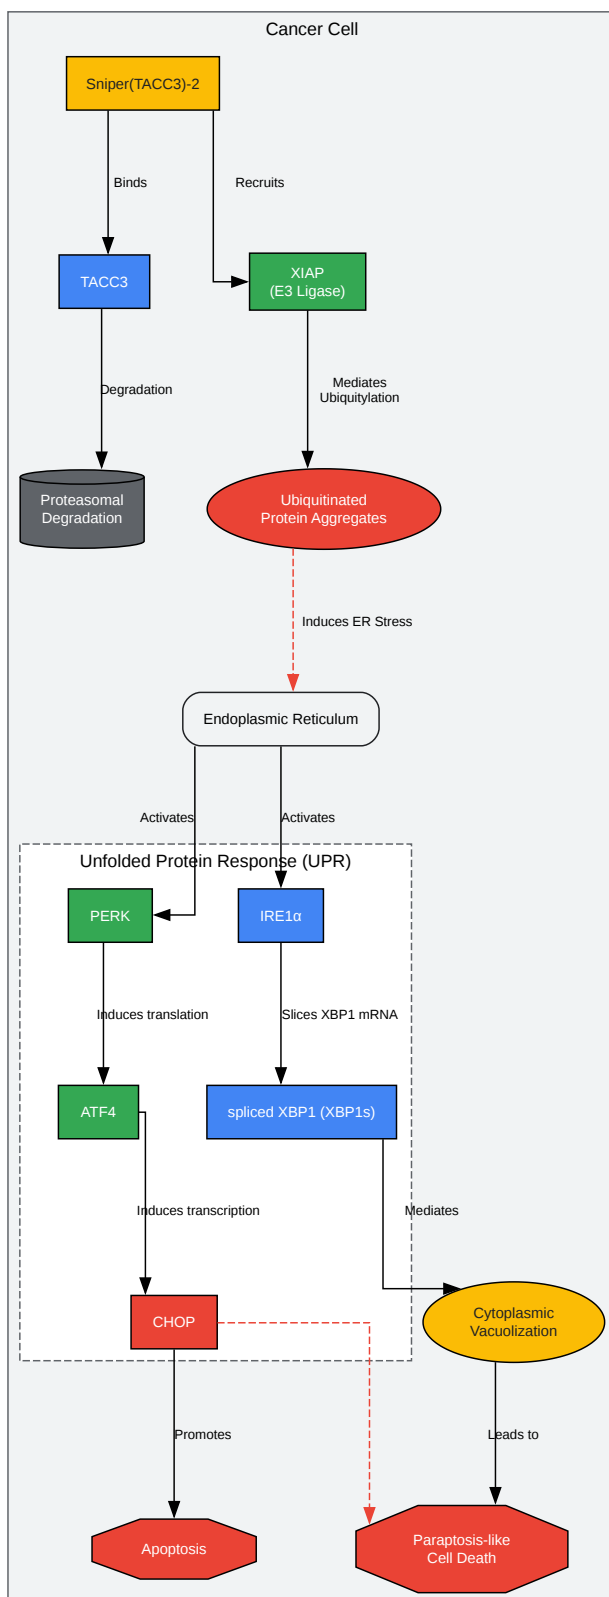 Cancer Cell
Sniper(TACC3)-2
Binds
Recruits
TACC3
XIAP
(E3 Ligase)
Degradation
Mediates
Ubiquitylation
Proteasomal
Degradation
Ubiquitinated
Protein Aggregates
Induces ER Stress
Endoplasmic Reticulum
Activates
Activates
Unfolded Protein Response (UPR)
PERK
IRE1α
Induces translation
Slices XBP1 mRNA
ATF4
spliced XBP1 (XBP1s)
Induces transcription
Mediates
CHOP
Cytoplasmic
Vacuolization
Promotes
Leads to
Apoptosis
Paraptosis-like
Cell Death